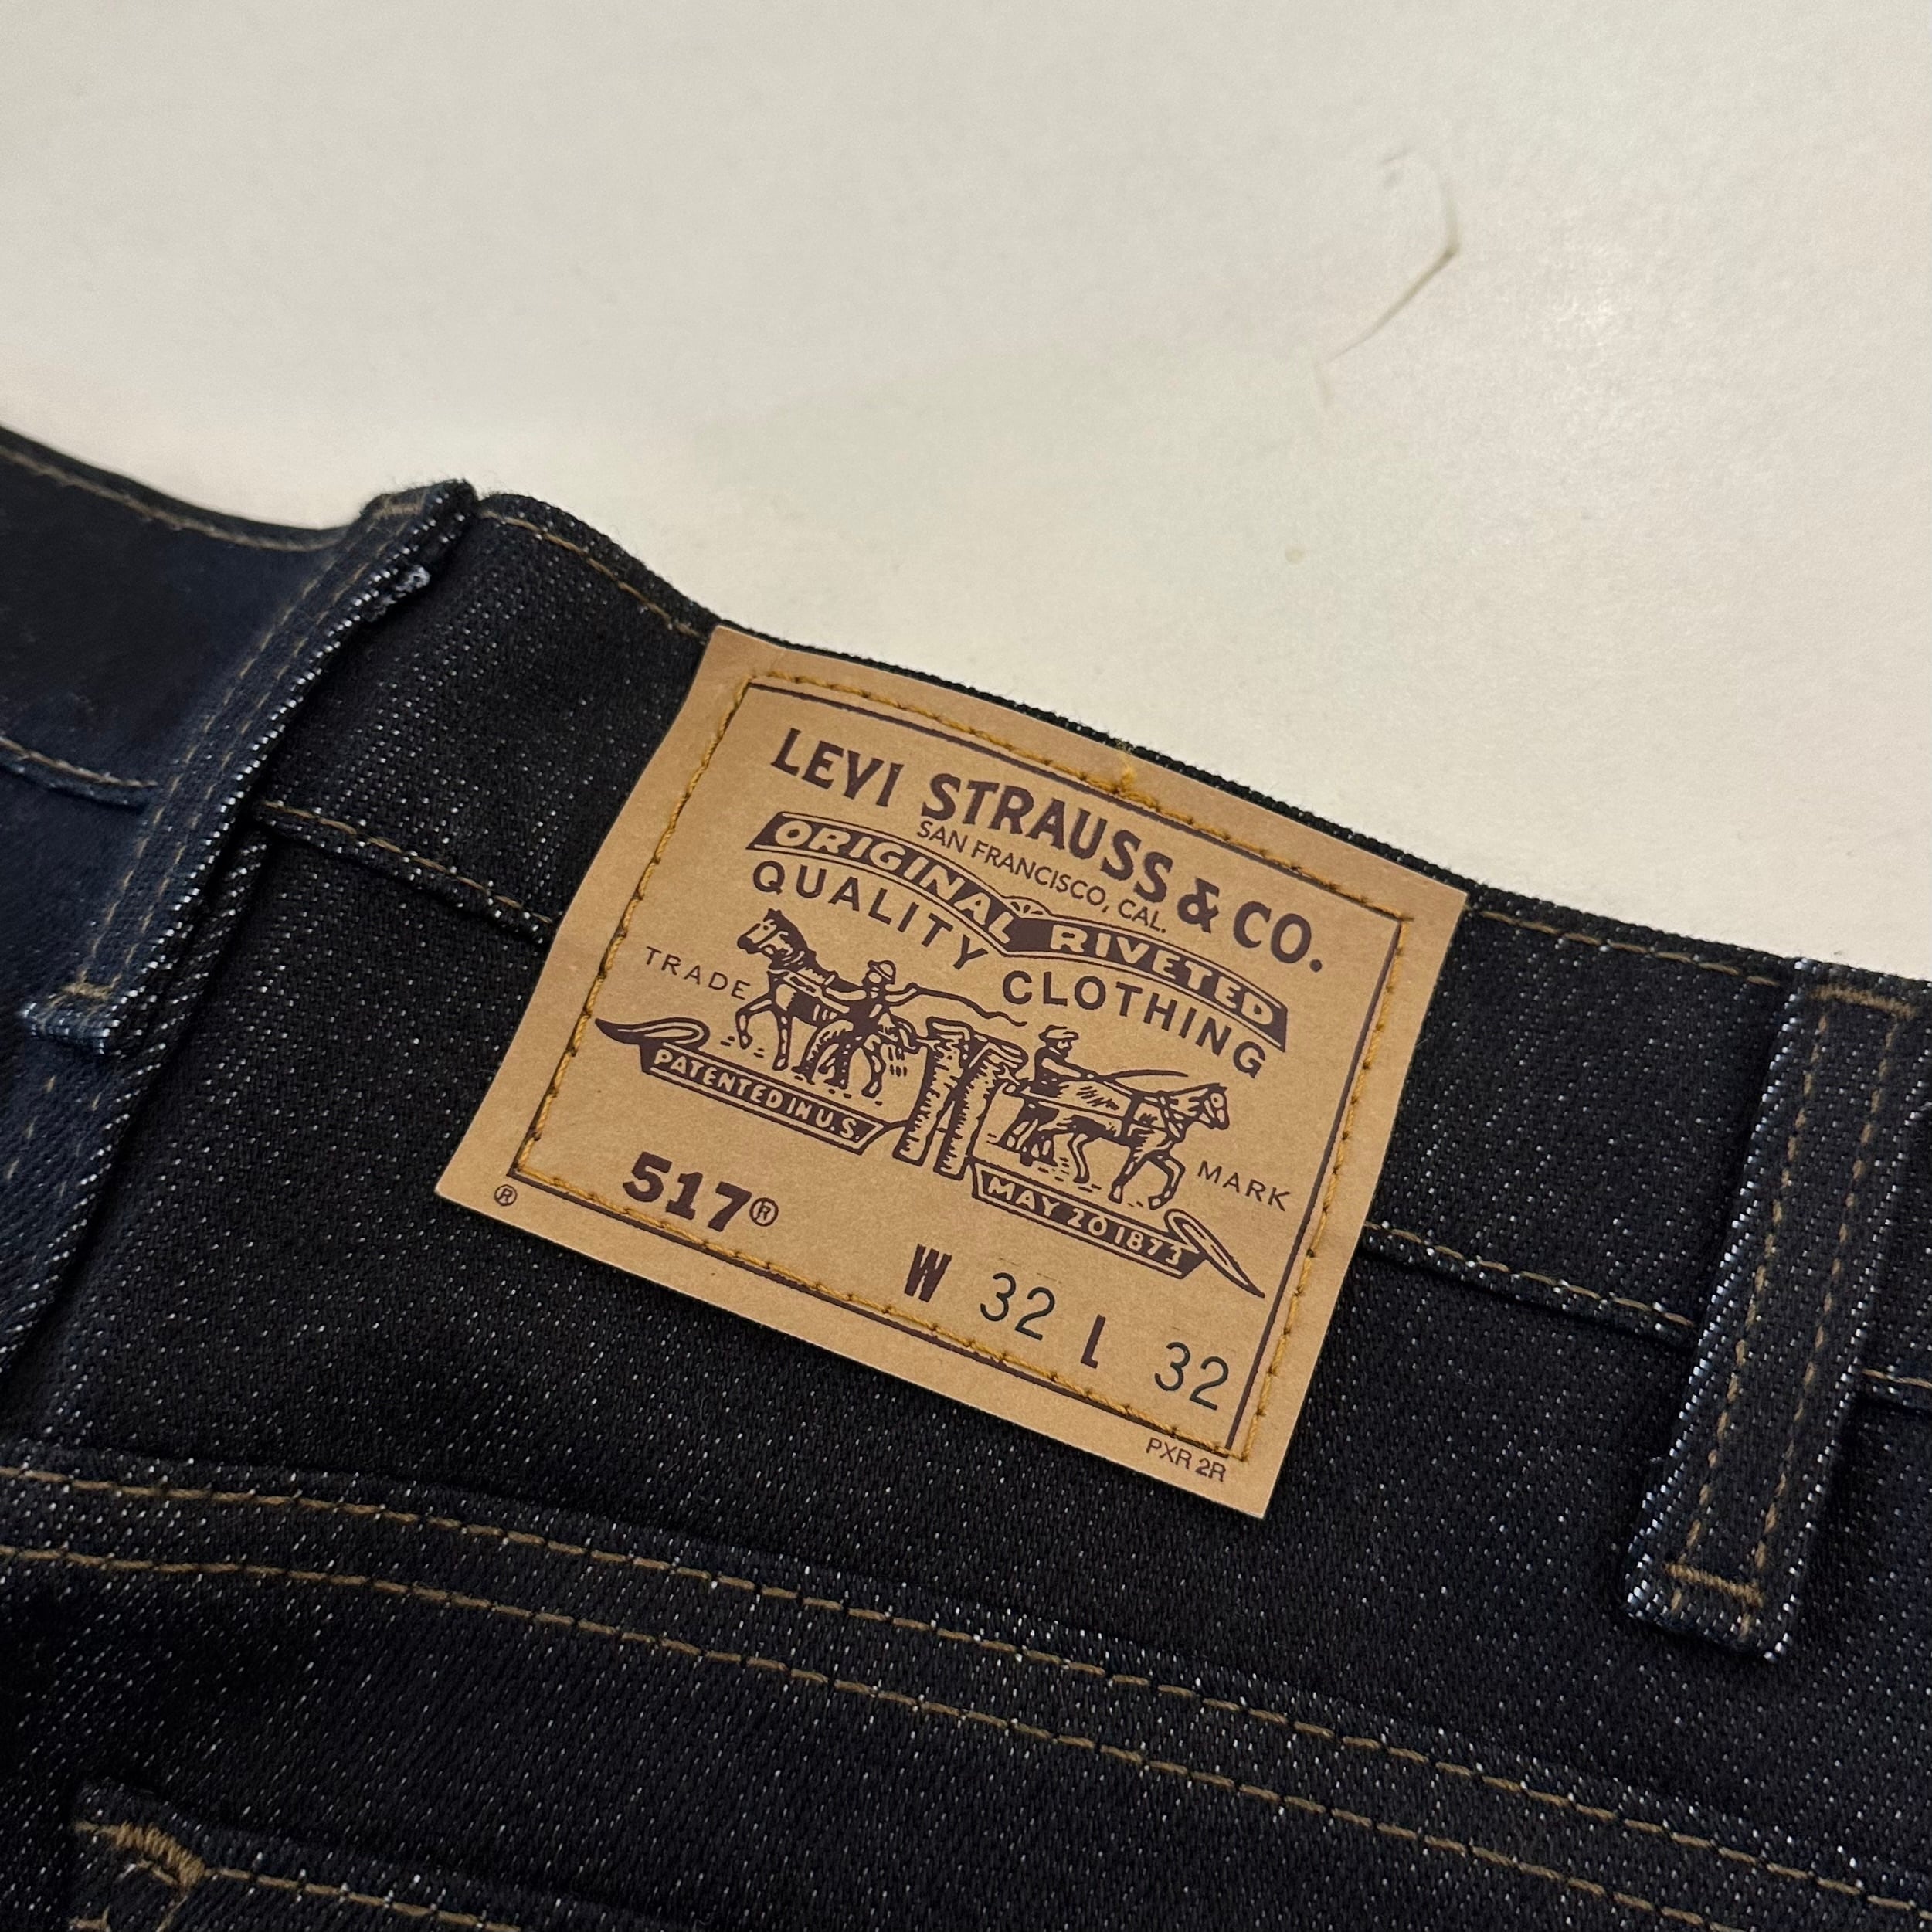 LEVI STRAUSS & CO.
SAN FRANCISCO, CAL.
ORIGINAL RIVETED
QUALITY CLOTHING
TRADE MARK
PATENTED IN U.S. MAY 20 1873
517®
W 32 L 32
®
PXR 2R